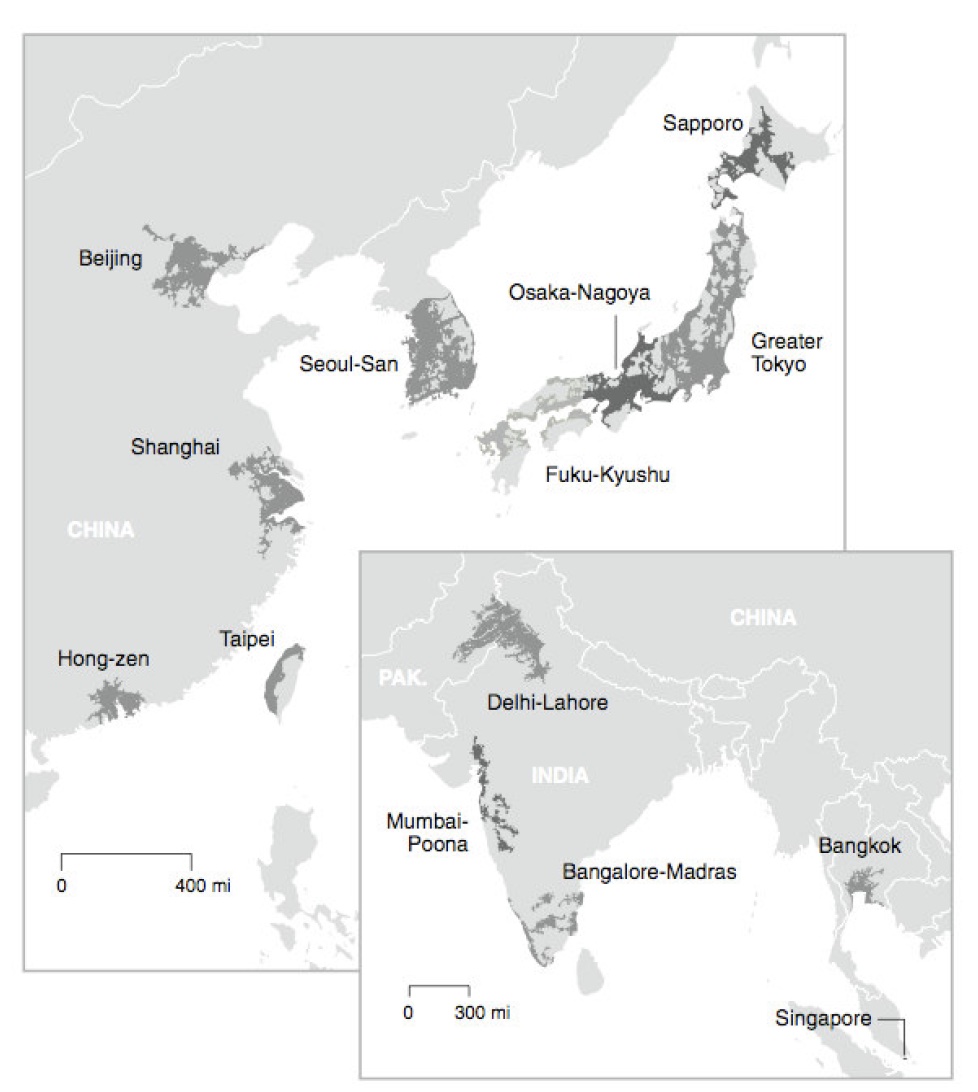 Sapporo
Beijing
Osaka-Nagoya
Seoul-San
Greater
Tokyo
Shanghai
Fuku-Kyushu
CHINA
Taipei
Hong-zen
0
400 mi
CHINA
PAK.
Delhi-Lahore
INDIA
Mumbai-
Poona
Bangkok
Bangalore-Madras
0
300 mi
Singapore